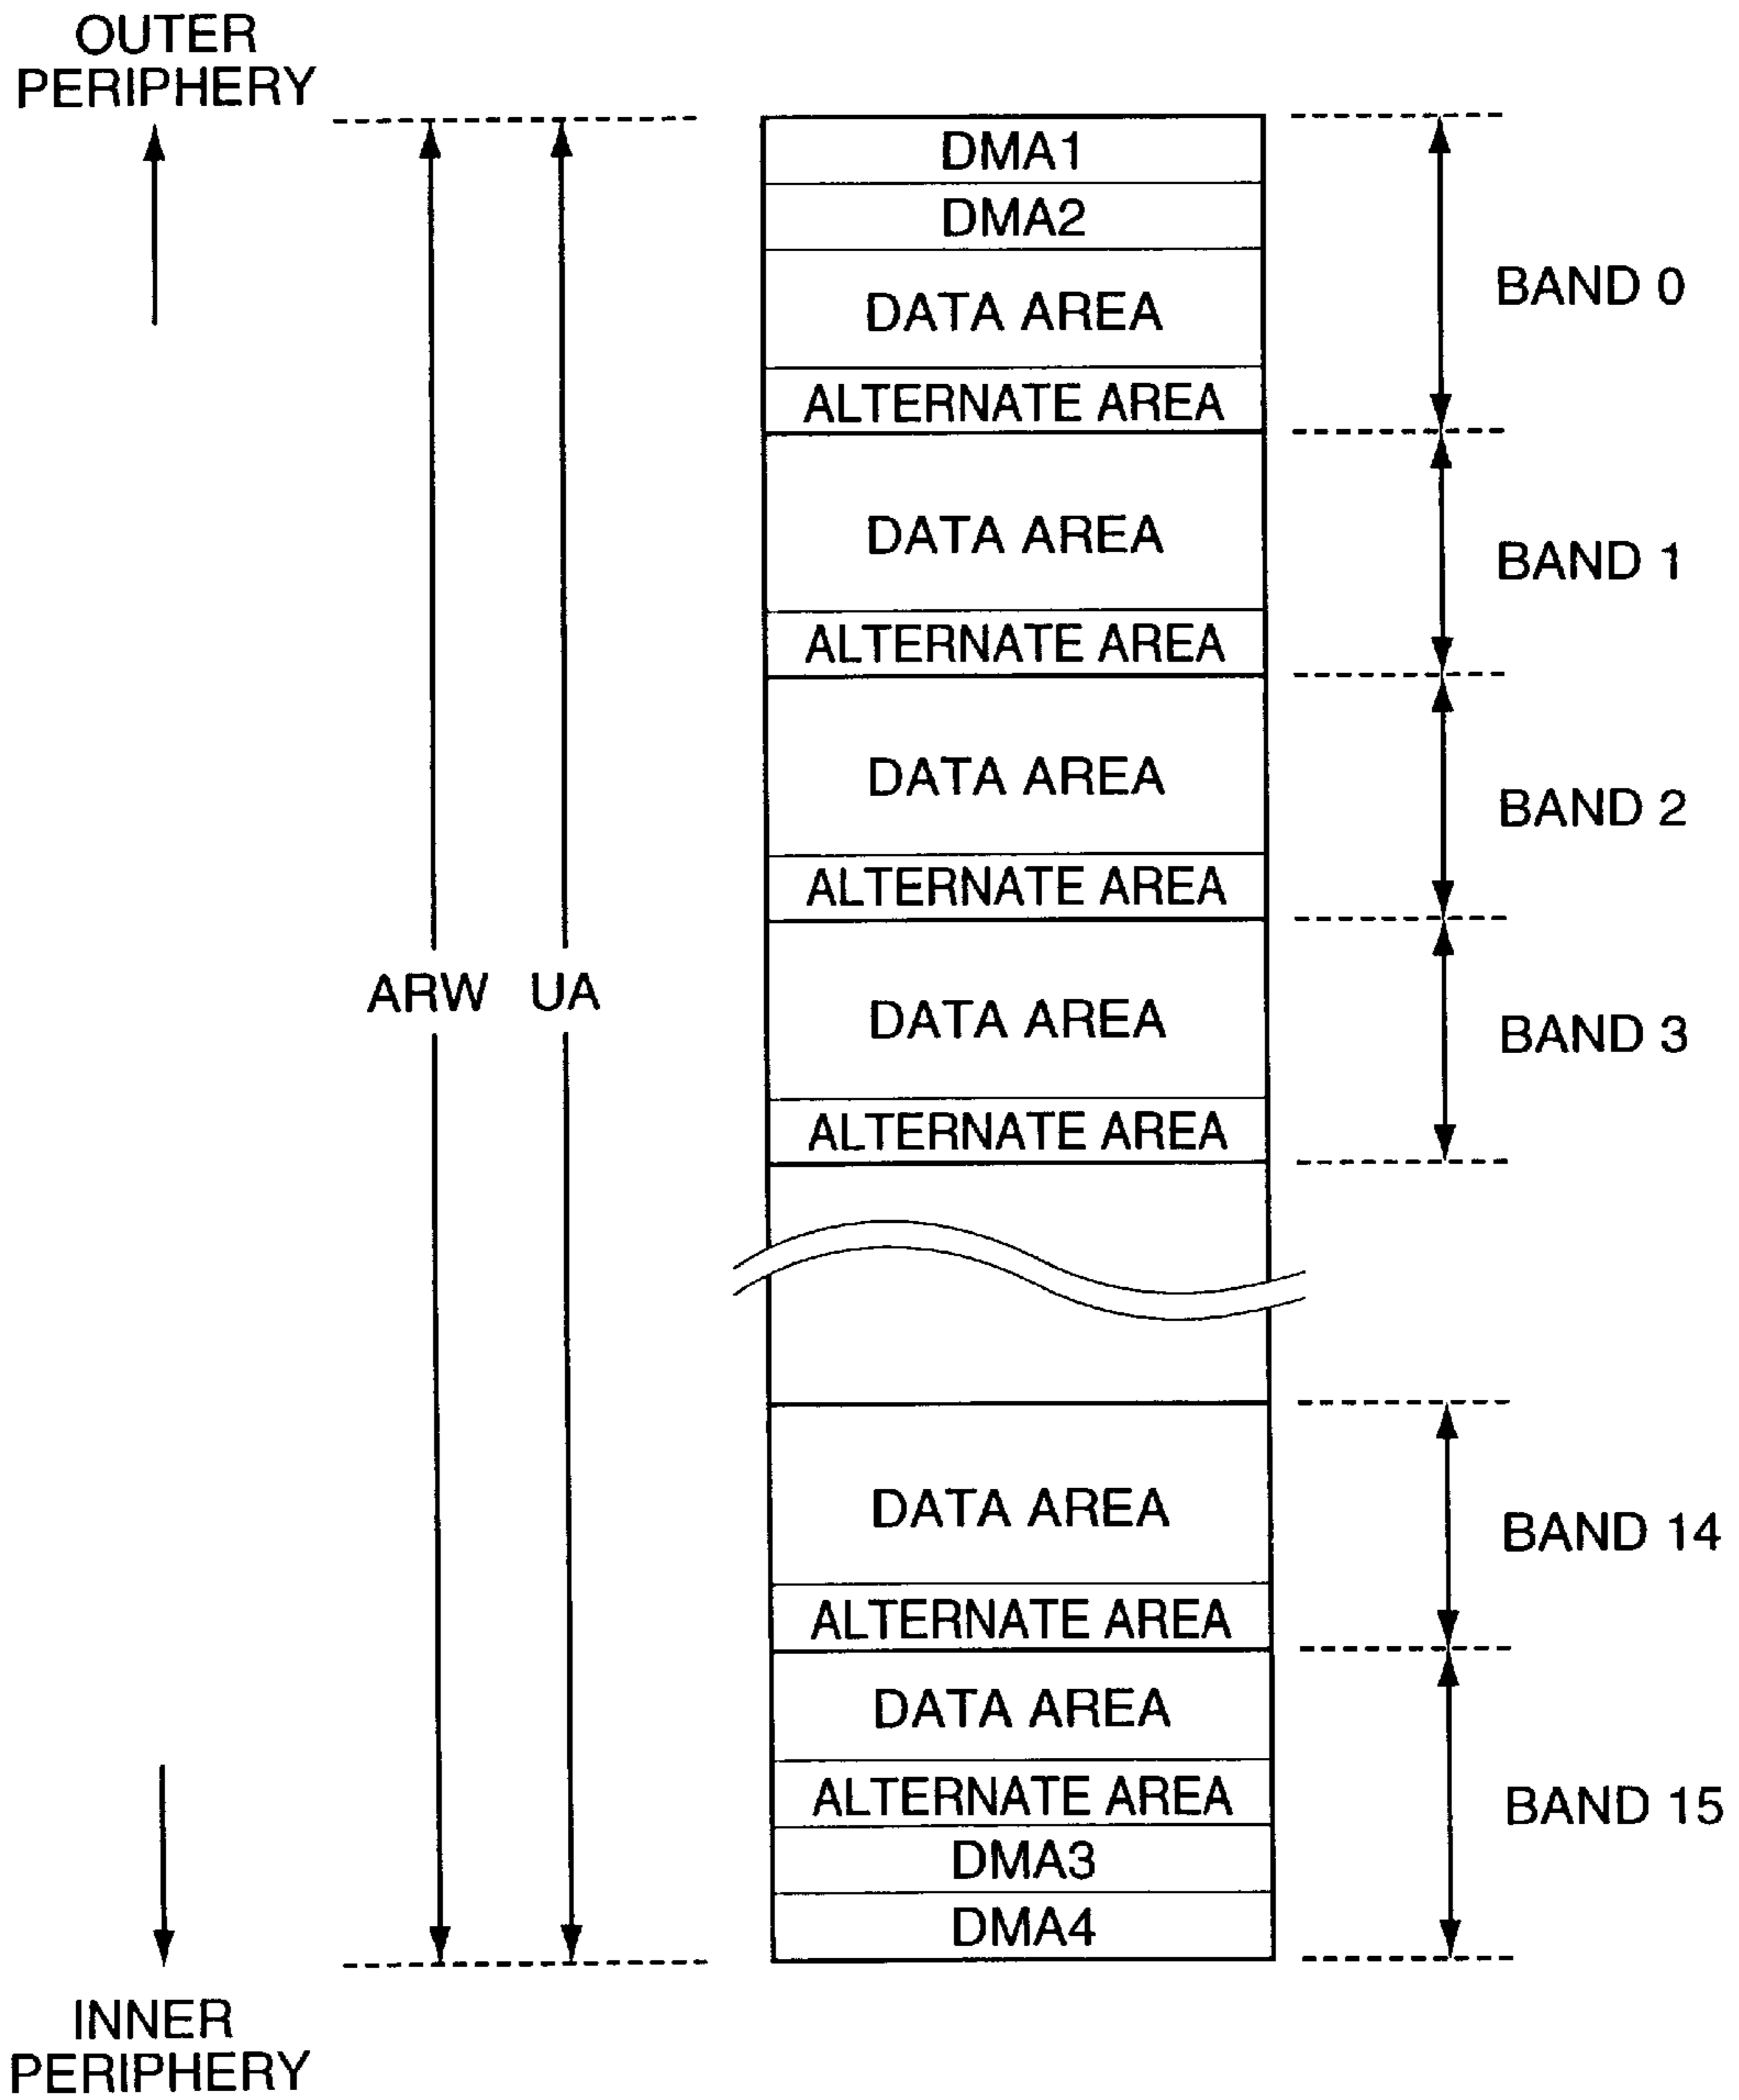 OUTER
PERIPHERY
DMA1
DMA2
DATA AREA
ALTERNATE AREA
BAND 0
DATA AREA
ALTERNATE AREA
BAND 1
DATA AREA
ALTERNATE AREA
BAND 2
ARW UA
DATA AREA
ALTERNATE AREA
BAND 3
DATA AREA
ALTERNATE AREA
BAND 14
DATA AREA
ALTERNATE AREA
DMA3
DMA4
BAND 15
INNER
PERIPHERY